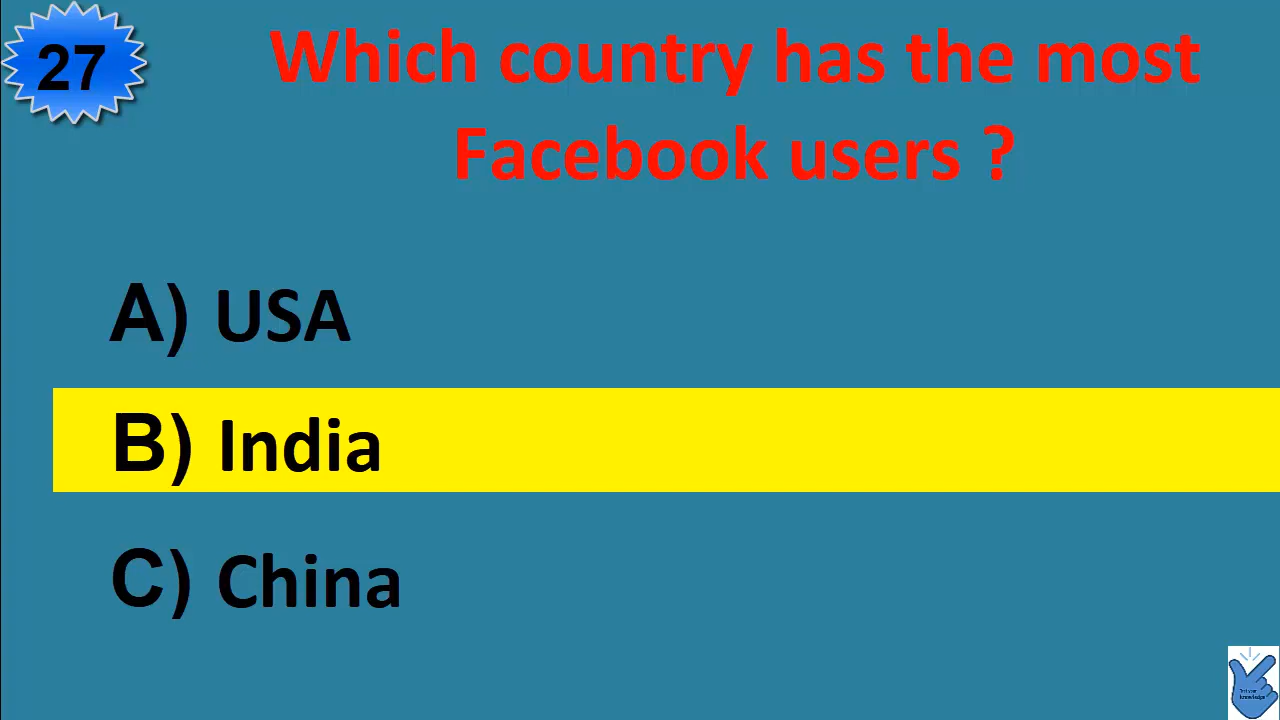 27
Which country has the most
Facebook users ?
A) USA
B) India
C) China